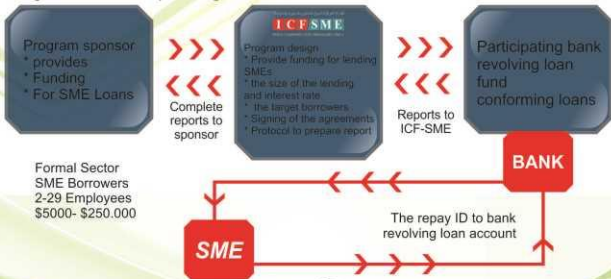 Program sponsor
* provides
* Funding
* For SME Loans
Complete
reports to
sponsor
ICFSME
Program design
* Provide funding for lending
SMEs
* the size of the lending
and interest rate
* the target borrowers
* Signing of the agreements
* Protocol to prepare report
Reports to
ICF-SME
Participating bank
revolving loan
fund
conforming loans
BANK
Formal Sector
SME Borrowers
2-29 Employees
$5000- $250.000
SME
The repay ID to bank
revolving loan account